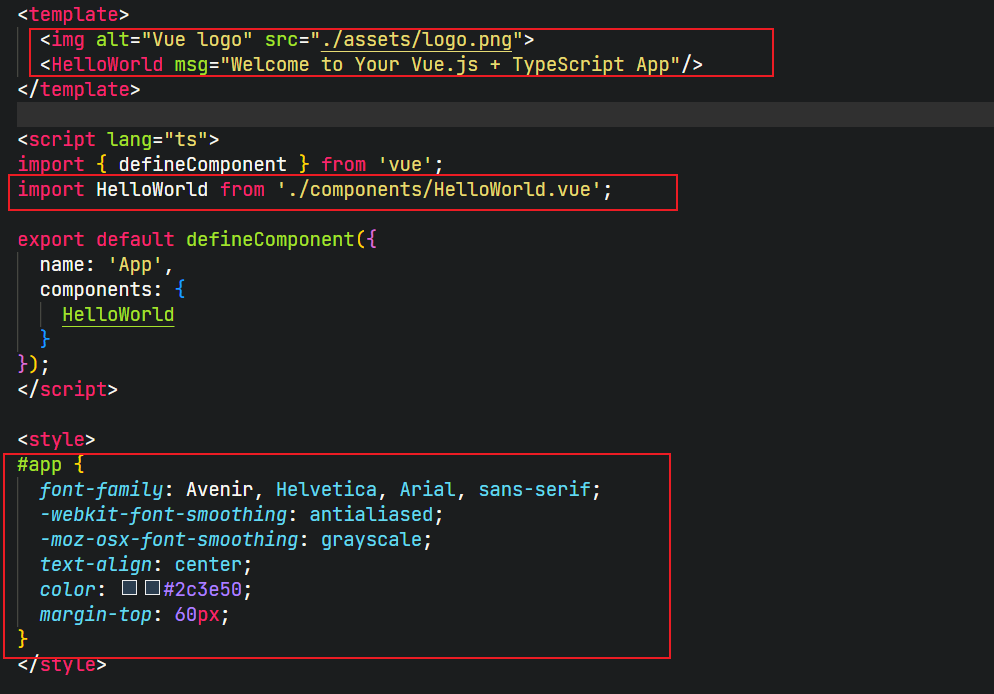 <template>
  <img alt="Vue logo" src="./assets/logo.png">
  <HelloWorld msg="Welcome to Your Vue.js + TypeScript App"/>
</template>

<script lang="ts">
import { defineComponent } from 'vue';
import HelloWorld from './components/HelloWorld.vue';

export default defineComponent({
  name: 'App',
  components: {
    HelloWorld
  }
});
</script>

<style>
#app {
  font-family: Avenir, Helvetica, Arial, sans-serif;
  -webkit-font-smoothing: antialiased;
  -moz-osx-font-smoothing: grayscale;
  text-align: center;
  color: #2c3e50;
  margin-top: 60px;
}
</style>